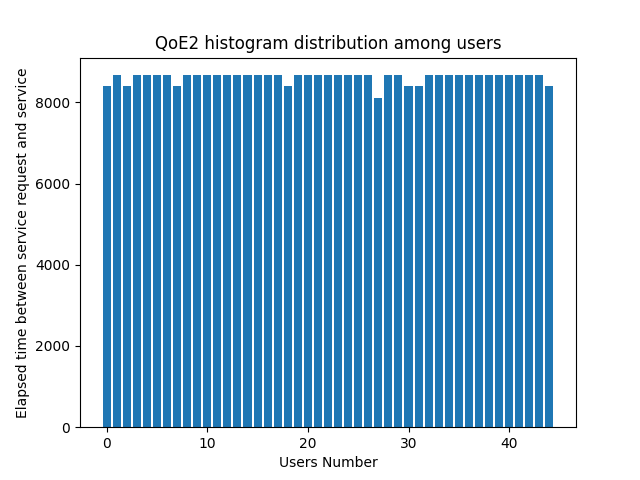 QoE2 histogram distribution among users
Elapsed time between service request and service
8000
6000
4000
2000
0
0 10 20 30 40
Users Number